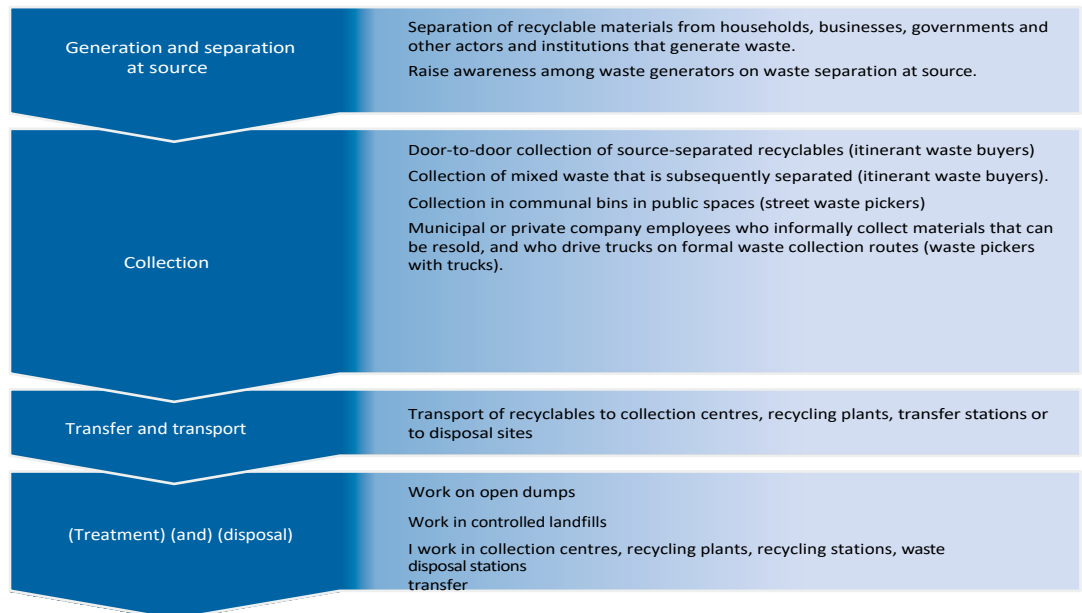 Generation and separation
at source
Separation of recyclable materials from households, businesses, governments and
other actors and institutions that generate waste.
Raise awareness among waste generators on waste separation at source.
Collection
Door-to-door collection of source-separated recyclables (itinerant waste buyers)
Collection of mixed waste that is subsequently separated (itinerant waste buyers).
Collection in communal bins in public spaces (street waste pickers)
Municipal or private company employees who informally collect materials that can
be resold, and who drive trucks on formal waste collection routes (waste pickers
with trucks).
Transfer and transport
Transport of recyclables to collection centres, recycling plants, transfer stations or
to disposal sites
(Treatment) (and) (disposal)
Work on open dumps
Work in controlled landfills
I work in collection centres, recycling plants, recycling stations, waste
disposal stations
transfer